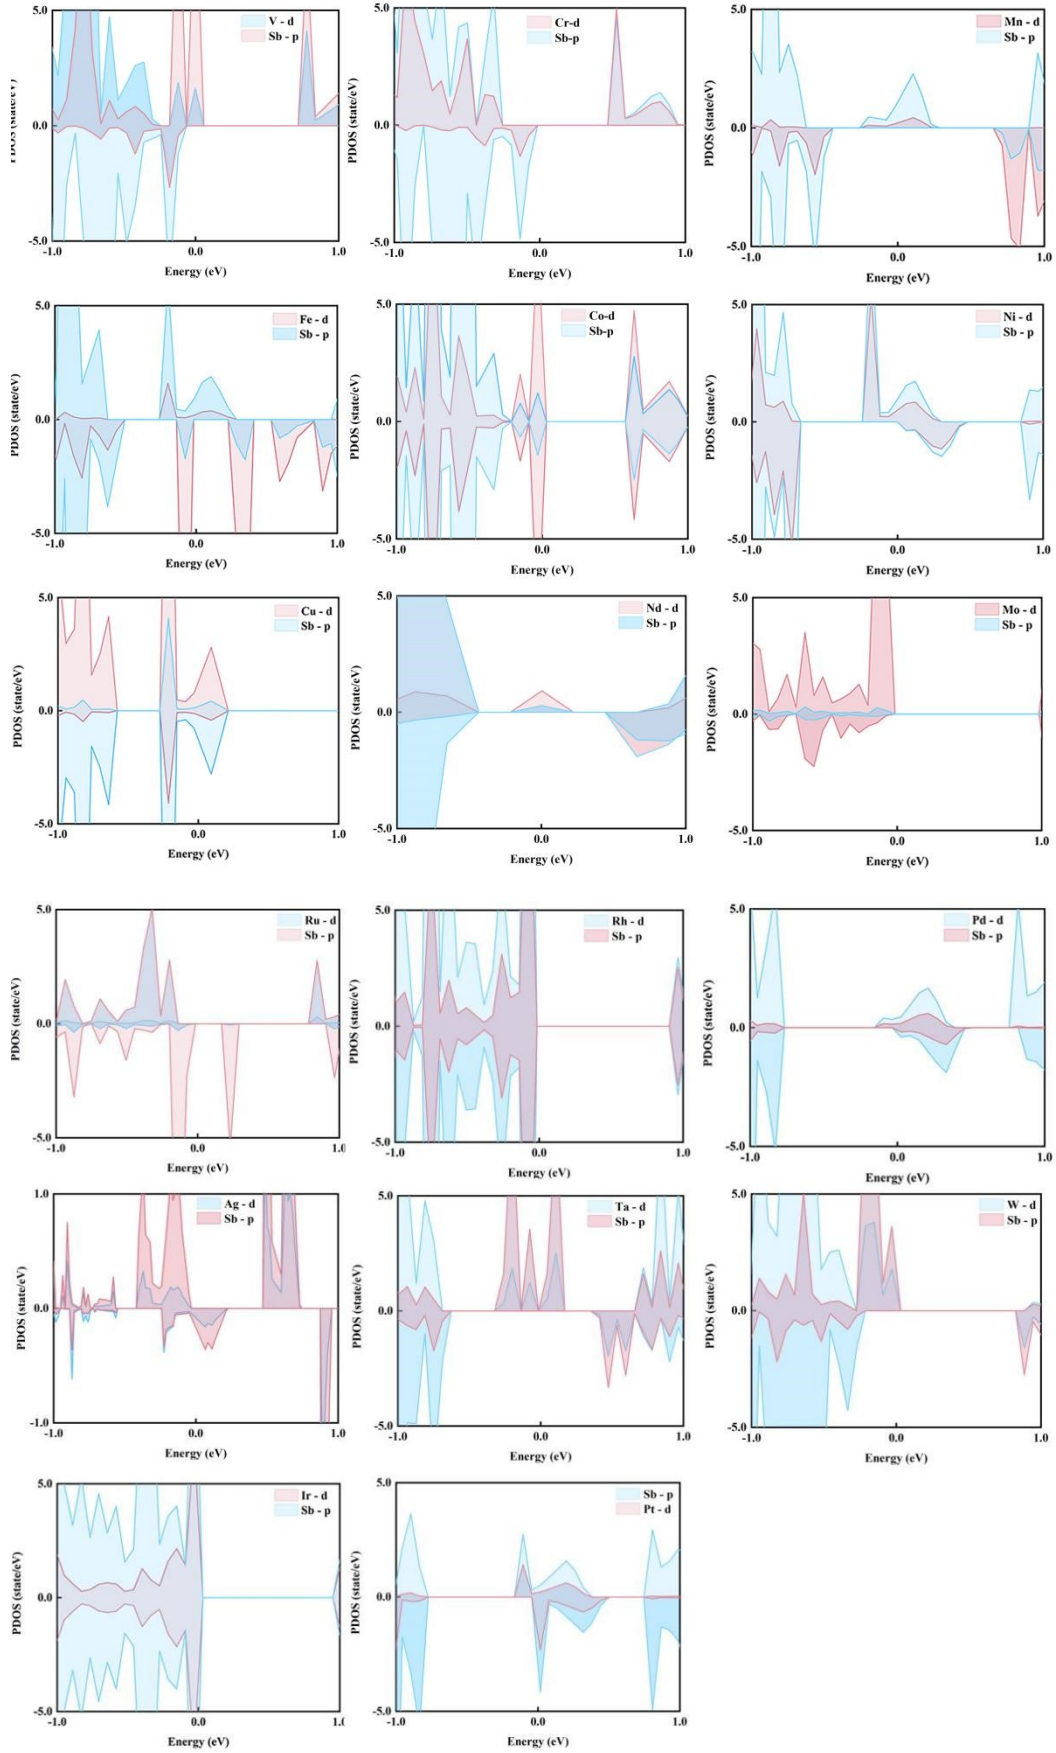 5.0
V - d
Sb - p
0.0
-5.0
-1.0
0.0
1.0
Energy (eV)
PDOS (state/eV)
5.0
Cr-d
Sb-p
0.0
-5.0
-1.0
0.0
1.0
Energy (eV)
PDOS (state/eV)
5.0
Mn - d
Sb - p
0.0
-5.0
-1.0
0.0
1.0
Energy (eV)
PDOS (state/eV)
5.0
Fe - d
Sb - p
0.0
-5.0
-1.0
0.0
1.0
Energy (eV)
PDOS (state/eV)
5.0
Co-d
Sb-p
0.0
-5.0
-1.0
0.0
1.0
Energy (eV)
PDOS (state/eV)
5.0
Ni - d
Sb - p
0.0
-5.0
-1.0
0.0
1.0
Energy (eV)
PDOS (state/eV)
5.0
Cu - d
Sb - p
0.0
-5.0
-1.0
0.0
1.0
Energy (eV)
PDOS (state/eV)
5.0
Nd - d
Sb - p
0.0
-5.0
-1.0
0.0
1.0
Energy (eV)
PDOS (state/eV)
5.0
Mo - d
Sb - p
0.0
-5.0
-1.0
0.0
1.0
Energy (eV)
PDOS (state/eV)
5.0
Ru - d
Sb - p
0.0
-5.0
-1.0
0.0
1.0
Energy (eV)
PDOS (state/eV)
5.0
Rh - d
Sb - p
0.0
-5.0
-1.0
0.0
1.0
Energy (eV)
PDOS (state/eV)
5.0
Pd - d
Sb - p
0.0
-5.0
-1.0
0.0
1.0
Energy (eV)
PDOS (state/eV)
1.0
Ag - d
Sb - p
0.0
-1.0
-1.0
0.0
1.0
Energy (eV)
PDOS (state/eV)
5.0
Ta - d
Sb - p
0.0
-5.0
-1.0
0.0
1.0
Energy (eV)
PDOS (state/eV)
5.0
W - d
Sb - p
0.0
-5.0
-1.0
0.0
1.0
Energy (eV)
PDOS (state/eV)
5.0
Ir - d
Sb - p
0.0
-5.0
-1.0
0.0
1.0
Energy (eV)
PDOS (state/eV)
5.0
Sb - p
Pt - d
0.0
-5.0
-1.0
0.0
1.0
Energy (eV)
PDOS (state/eV)